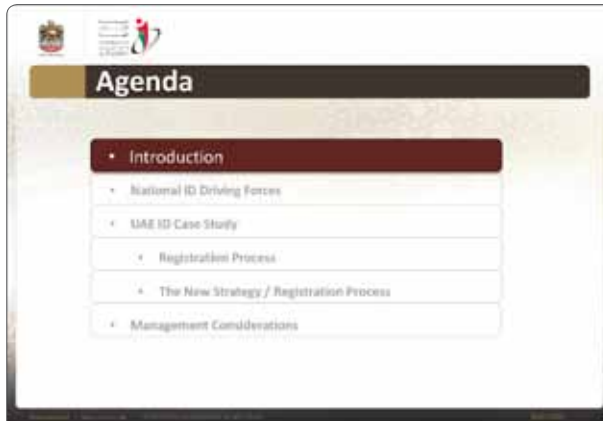 Agenda
• Introduction
• National ID Driving Forces
• UAE ID Case Study
• Registration Process
• The New Strategy / Registration Process
• Management Considerations